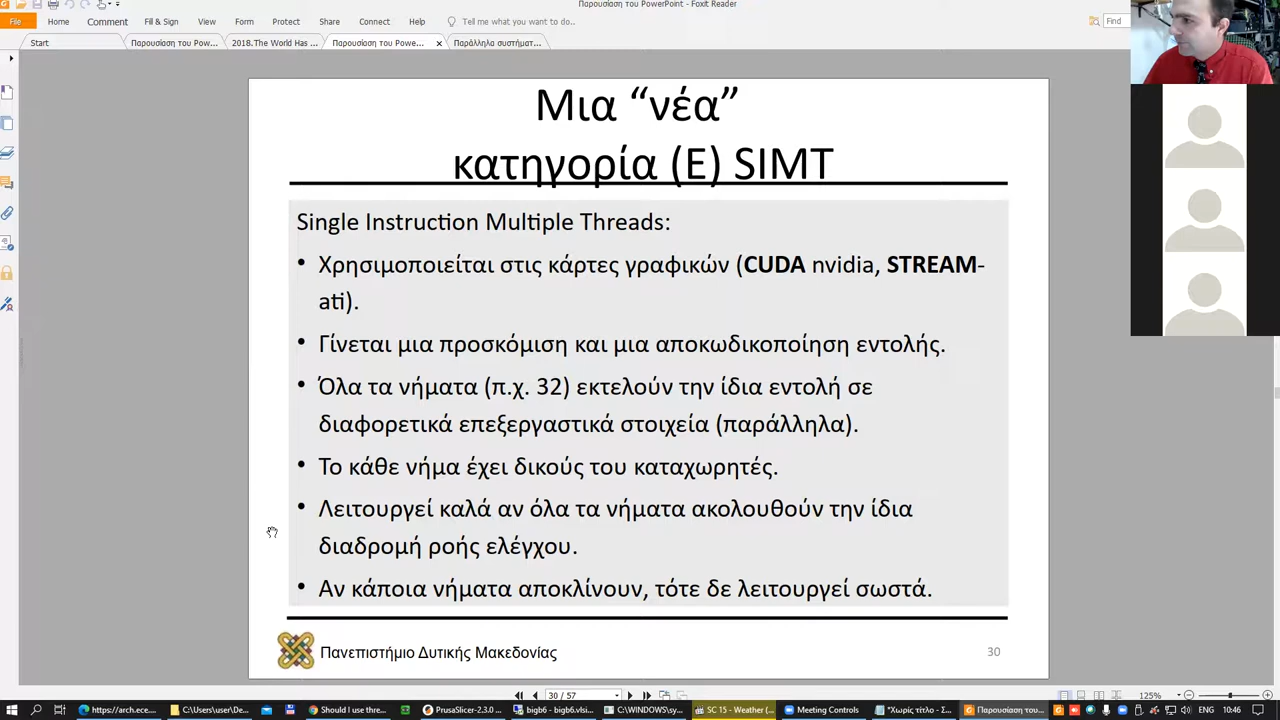 Παρουσίαση του PowerPoint - Foxit Reader
File
Home
Comment
Fill & Sign
View
Form
Protect
Share
Connect
Help
Tell me what you want to do...
Find
Start
Παρουσίαση του Pow...
2018.The World Has ...
Παρουσίαση του Powe...
Παράλληλα συστήματ...
Μια “νέα”
κατηγορία (Ε) SIMT
Single Instruction Multiple Threads:
• Χρησιμοποιείται στις κάρτες γραφικών (CUDA nvidia, STREAM-
ati).
• Γίνεται μια προσκόμιση και μια αποκωδικοποίηση εντολής.
• Όλα τα νήματα (π.χ. 32) εκτελούν την ίδια εντολή σε
διαφορετικά επεξεργαστικά στοιχεία (παράλληλα).
• Το κάθε νήμα έχει δικούς του καταχωρητές.
• Λειτουργεί καλά αν όλα τα νήματα ακολουθούν την ίδια
διαδρομή ροής ελέγχου.
• Αν κάποια νήματα αποκλίνουν, τότε δε λειτουργεί σωστά.
Πανεπιστήμιο Δυτικής Μακεδονίας
30
30 / 57
125%
https://arch.ece...
C:\Users\user\De...
Should I use thre...
PrusaSlicer-2.3.0 ...
bigb6 - bigb6.vlsi...
C:\WINDOWS\sy...
SC 15 - Weather (...
Meeting Controls
*Χωρίς τίτλο - Σ...
Παρουσίαση του...
10:46